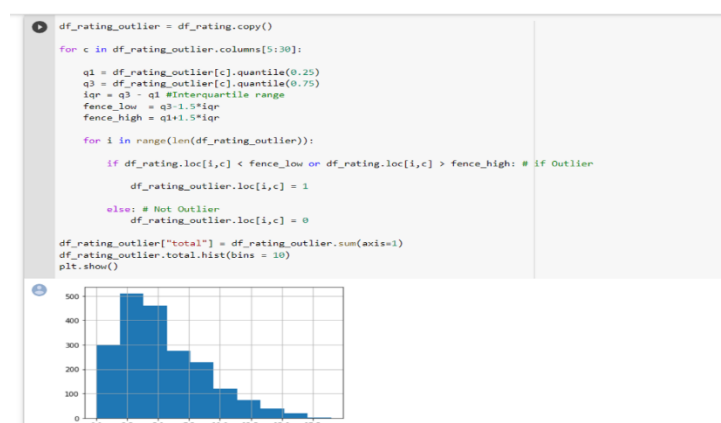 df_rating_outlier = df_rating.copy()
for c in df_rating_outlier.columns[5:30]:
q1 = df_rating_outlier[c].quantile(0.25)
q3 = df_rating_outlier[c].quantile(0.75)
iqr = q3 - q1 #Interquartile range
fence_low = q3-1.5*iqr
fence_high = q1+1.5*iqr
for i in range(len(df_rating_outlier)):
if df_rating.loc[i,c] < fence_low or df_rating.loc[i,c] > fence_high: # if Outlier
df_rating_outlier.loc[i,c] = 1
else: # Not Outlier
df_rating_outlier.loc[i,c] = 0
df_rating_outlier["total"] = df_rating_outlier.sum(axis=1)
df_rating_outlier.total.hist(bins = 10)
plt.show()
500
400
300
200
100
0